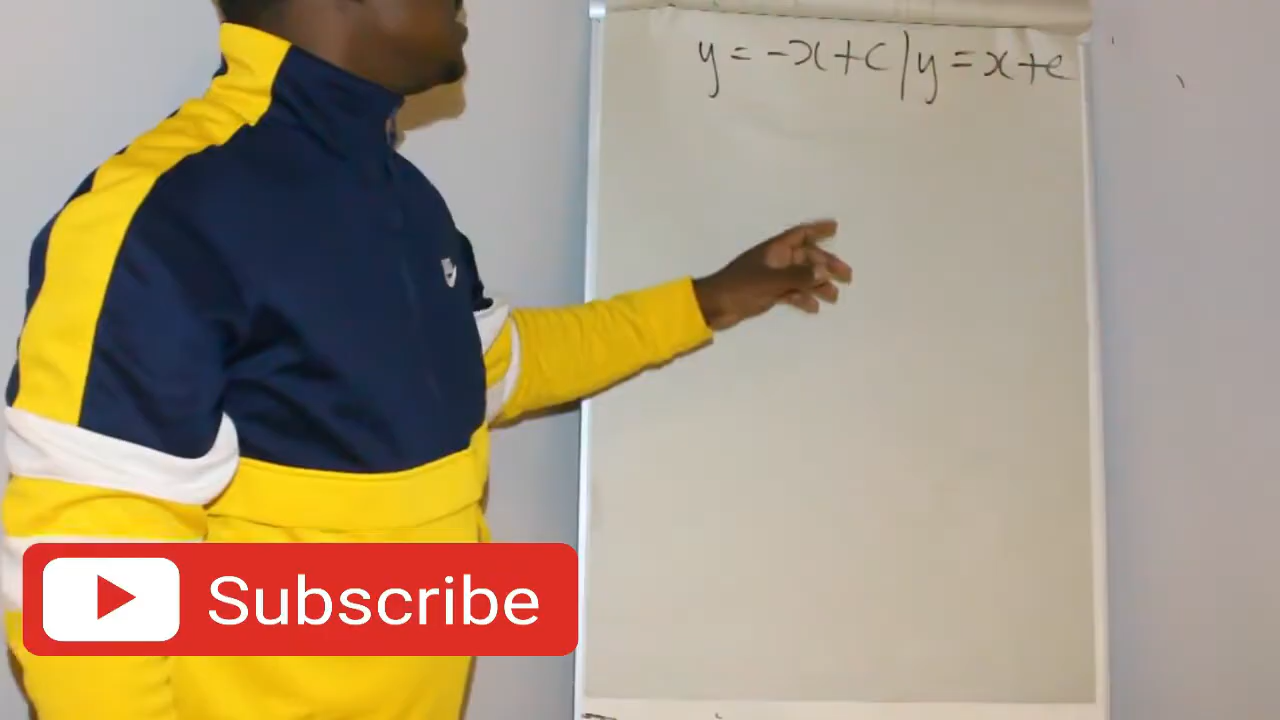 y = -x + c | y = x + c
Subscribe